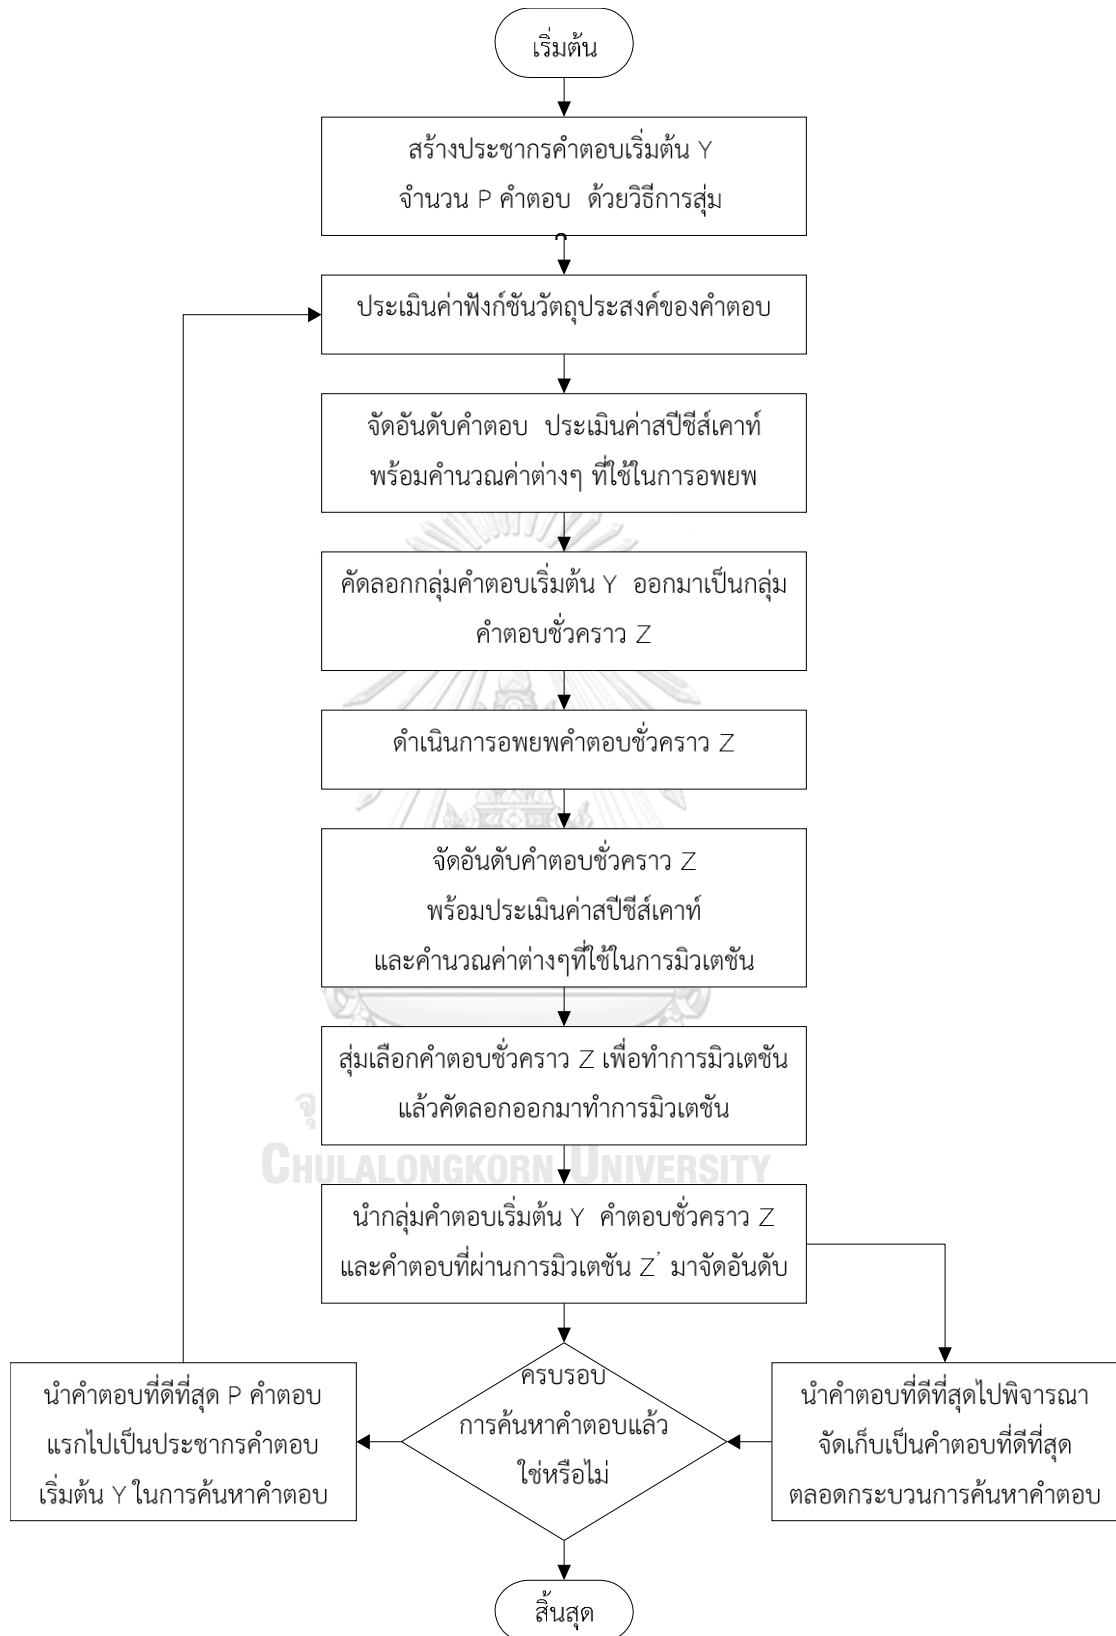 เริ่มต้น
สร้างประชากรคำตอบเริ่มต้น Y
จำนวน P คำตอบ ด้วยวิธีการสุ่ม
ประเมินค่าฟังก์ชันวัตถุประสงค์ของคำตอบ
จัดอันดับคำตอบ ประเมินค่าสปีชีส์เคาท์
พร้อมคำนวณค่าต่างๆ ที่ใช้ในการอพยพ
คัดลอกกลุ่มคำตอบเริ่มต้น Y ออกมาเป็นกลุ่ม
คำตอบชั่วคราว Z
ดำเนินการอพยพคำตอบชั่วคราว Z
จัดอันดับคำตอบชั่วคราว Z
พร้อมประเมินค่าสปีชีส์เคาท์
และคำนวณค่าต่างๆที่ใช้ในการมิวเตชัน
สุ่มเลือกคำตอบชั่วคราว Z เพื่อทำการมิวเตชัน
แล้วคัดลอกออกมาทำการมิวเตชัน
CHULALONGKORN UNIVERSITY
นำกลุ่มคำตอบเริ่มต้น Y คำตอบชั่วคราว Z
และคำตอบที่ผ่านการมิวเตชัน Z' มาจัดอันดับ
ครบรอบ
การค้นหาคำตอบแล้ว
ใช่หรือไม่
นำคำตอบที่ดีที่สุด P คำตอบ
แรกไปเป็นประชากรคำตอบ
เริ่มต้น Y ในการค้นหาคำตอบ
นำคำตอบที่ดีที่สุดไปพิจารณา
จัดเก็บเป็นคำตอบที่ดีที่สุด
ตลอดกระบวนการค้นหาคำตอบ
สิ้นสุด